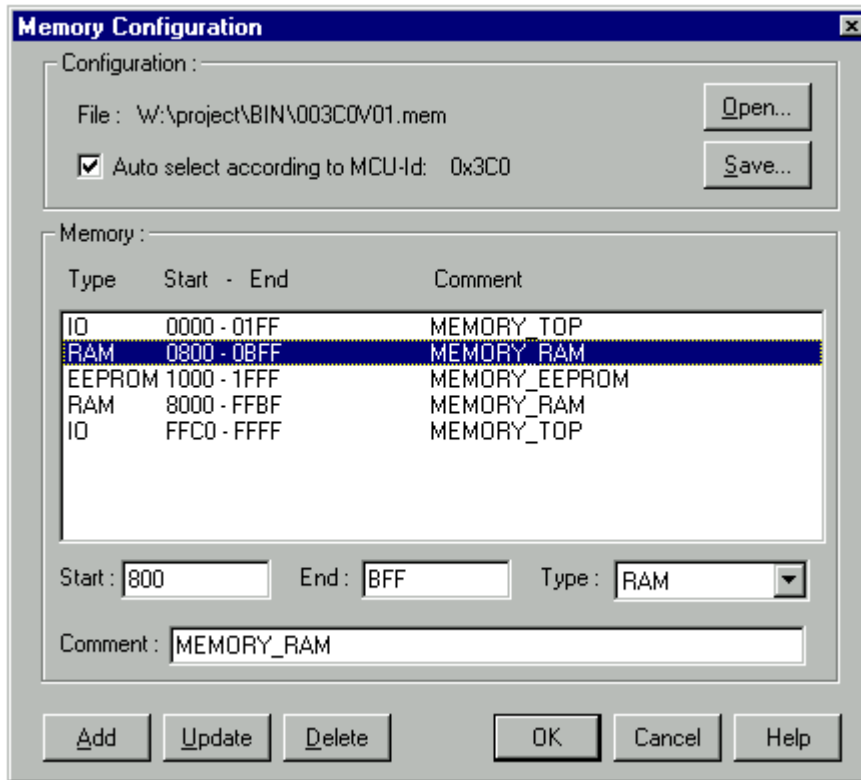 Memory Configuration
Configuration :
File : W:\project\BIN\003C0V01.mem
Open...
Auto select according to MCU-Id: 0x3C0
Save...
Memory :
Type Start - End Comment
IO 0000 - 01FF MEMORY_TOP
RAM 0800 - 0BFF MEMORY_RAM
EEPROM 1000 - 1FFF MEMORY_EEPROM
RAM 8000 - FFBF MEMORY_RAM
IO FFC0 - FFFF MEMORY_TOP
Start : 800 End : BFF Type : RAM
Comment : MEMORY_RAM
Add Update Delete OK Cancel Help